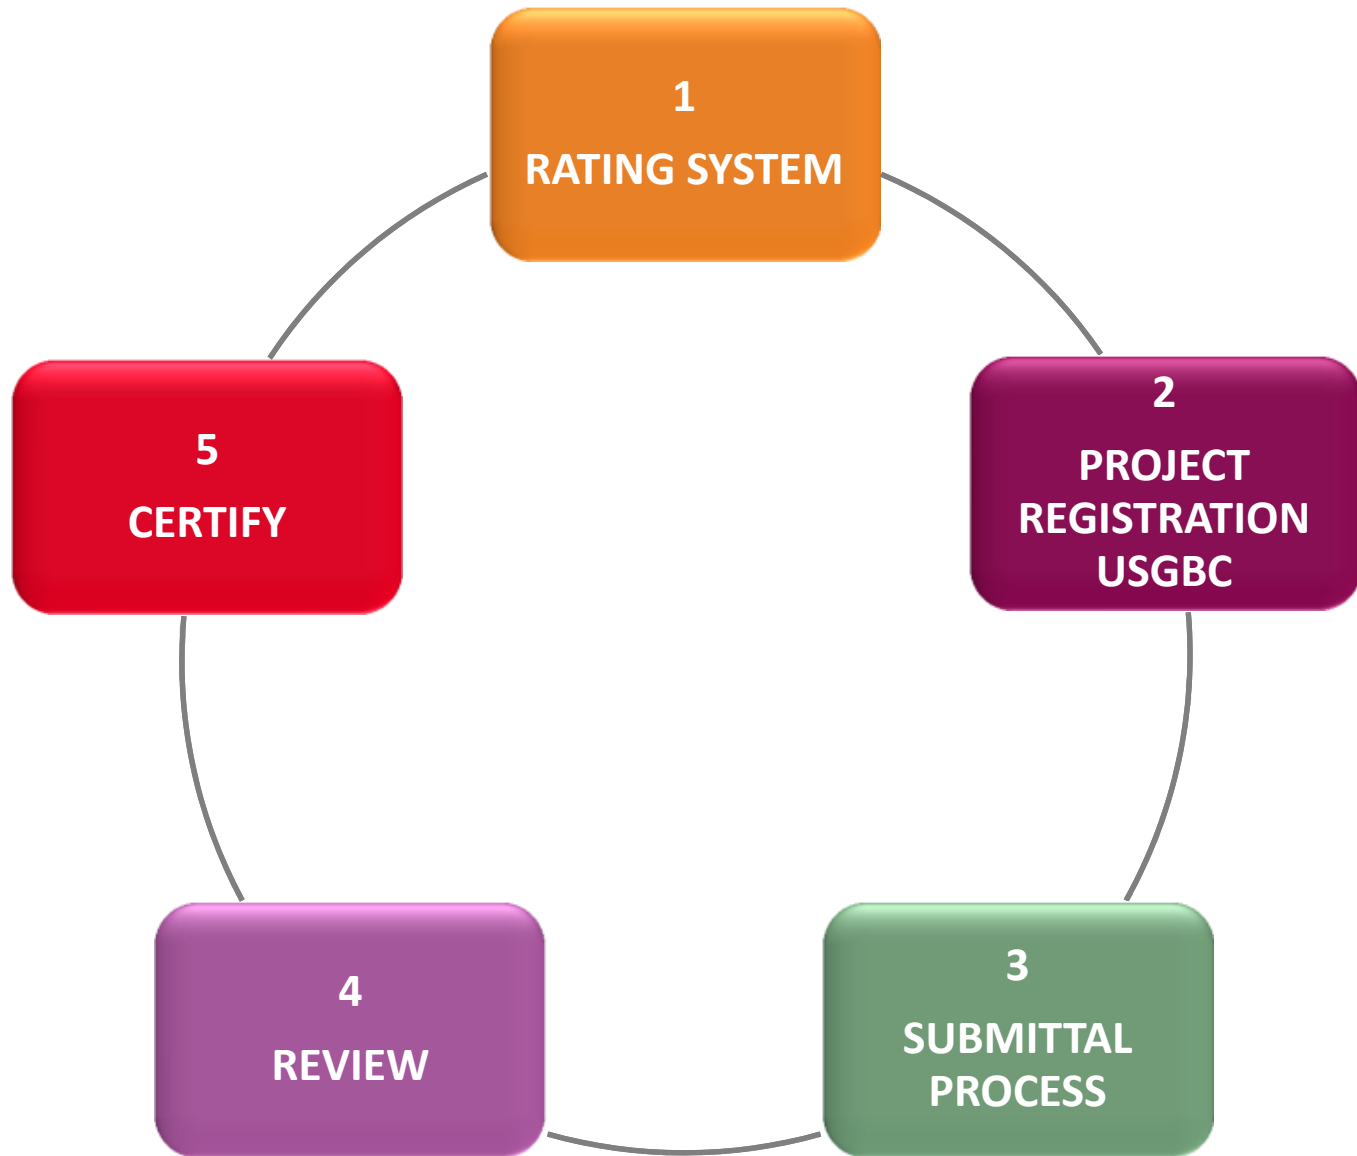 1
RATING SYSTEM
2
PROJECT
REGISTRATION
USGBC
3
SUBMITTAL
PROCESS
4
REVIEW
5
CERTIFY